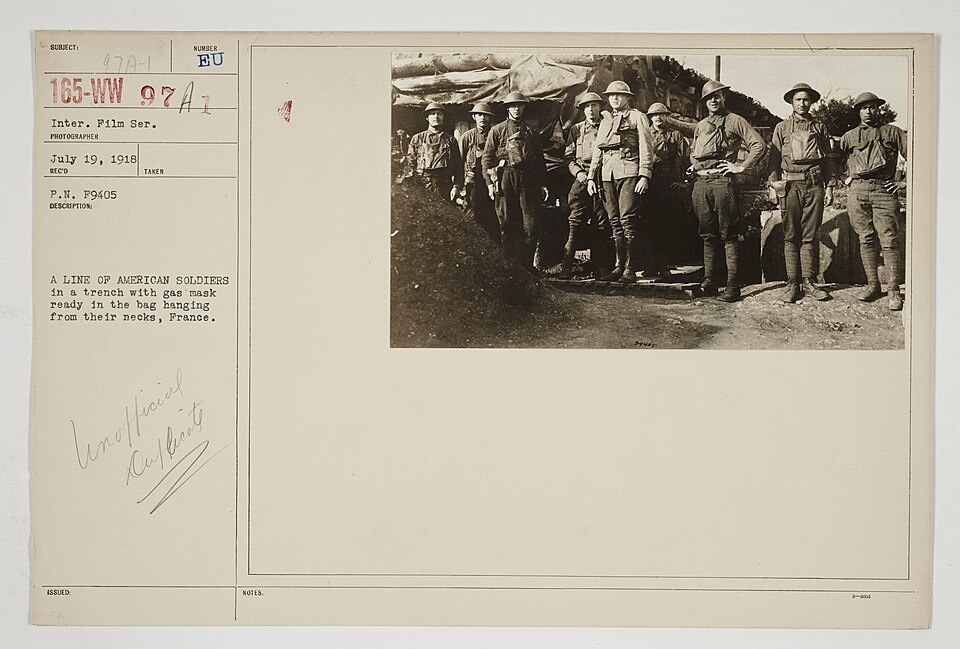 SUBJECT:
97A-1
NUMBER
EU
165-WW 97 A 1
Inter. Film Ser.
PHOTOGRAPHER
July 19, 1918
REC'D
TAKEN
P.N. F9405
DESCRIPTION:
A LINE OF AMERICAN SOLDIERS
in a trench with gas mask
ready in the bag hanging
from their necks, France.
Unofficial
Duplicate
ISSUED:
NOTES: